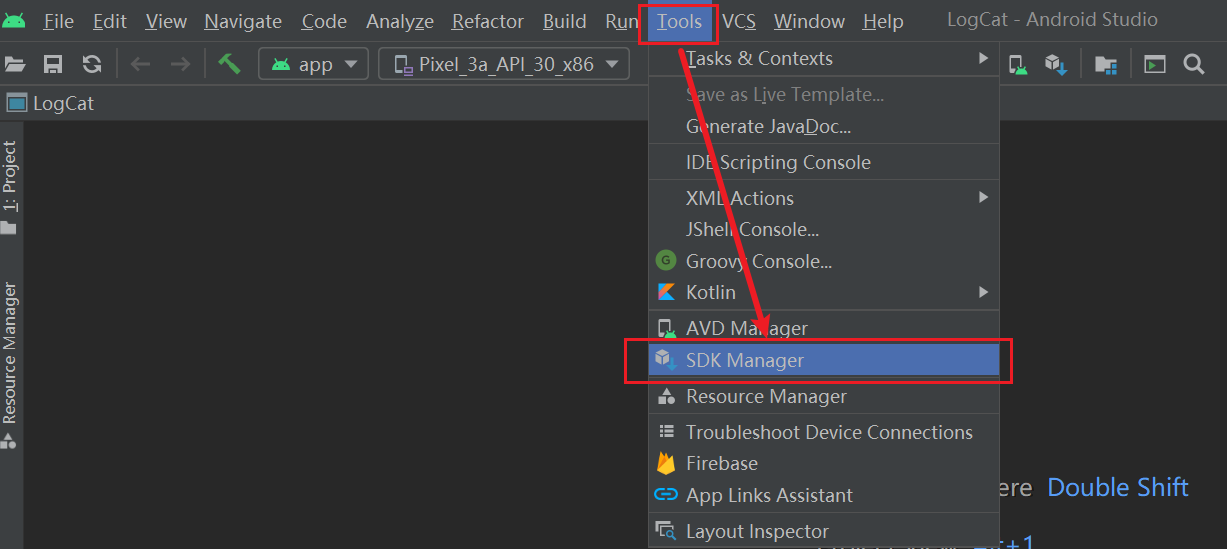 File Edit View Navigate Code Analyze Refactor Build Run Tools VCS Window Help LogCat - Android Studio
app Pixel_3a_API_30_x86
LogCat
1: Project
Resource Manager
Tasks & Contexts
Save as Live Template...
Generate JavaDoc...
IDE Scripting Console
XML Actions
JShell Console...
G Groovy Console...
Kotlin
AVD Manager
SDK Manager
Resource Manager
Troubleshoot Device Connections
Firebase
App Links Assistant
Layout Inspector
ere Double Shift